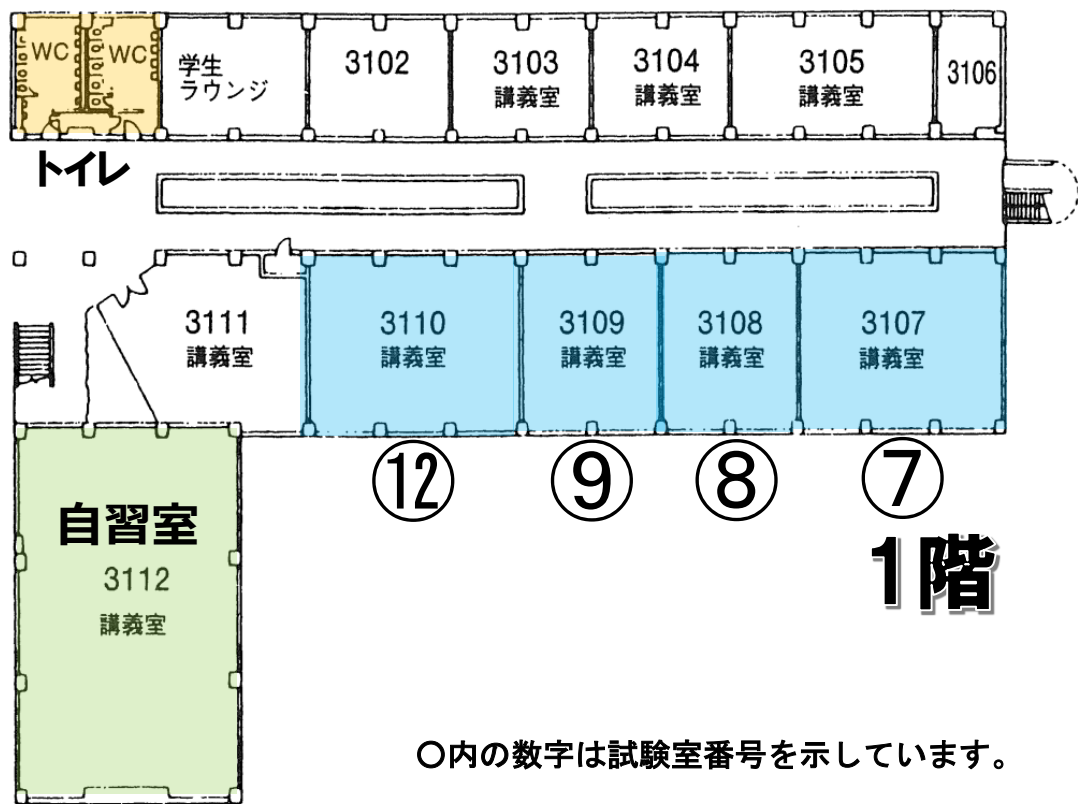 WC
WC
学生
ラウンジ
3102
3103
講義室
3104
講義室
3105
講義室
3106
トイレ
3111
講義室
3110
講義室
3109
講義室
3108
講義室
3107
講義室
⑫
⑨
⑧
⑦
1階
自習室
3112
講義室
○内の数字は試験室番号を示しています。